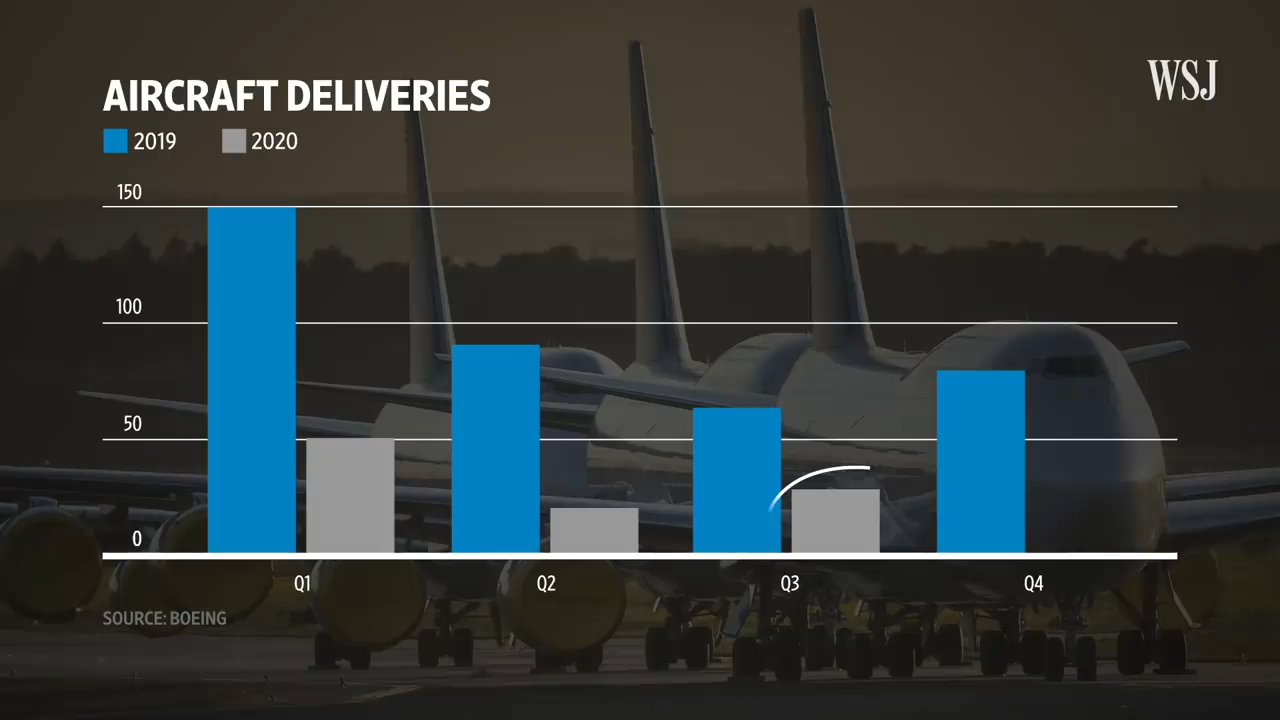 AIRCRAFT DELIVERIES
WSJ
2019 2020
150
100
50
0
Q1 Q2 Q3 Q4
SOURCE: BOEING